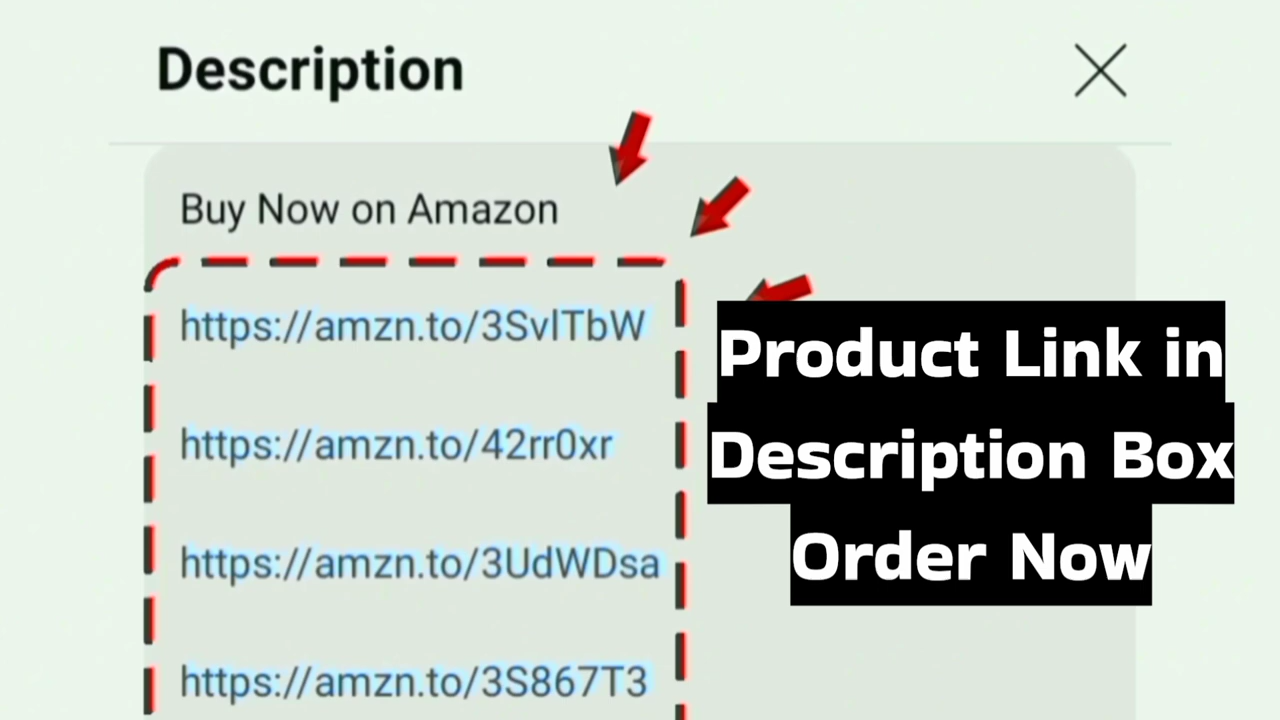 Description
Buy Now on Amazon
https://amzn.to/3SvlTbW
https://amzn.to/42rr0xr
https://amzn.to/3UdWDsa
https://amzn.to/3S867T3
Product Link in
Description Box
Order Now